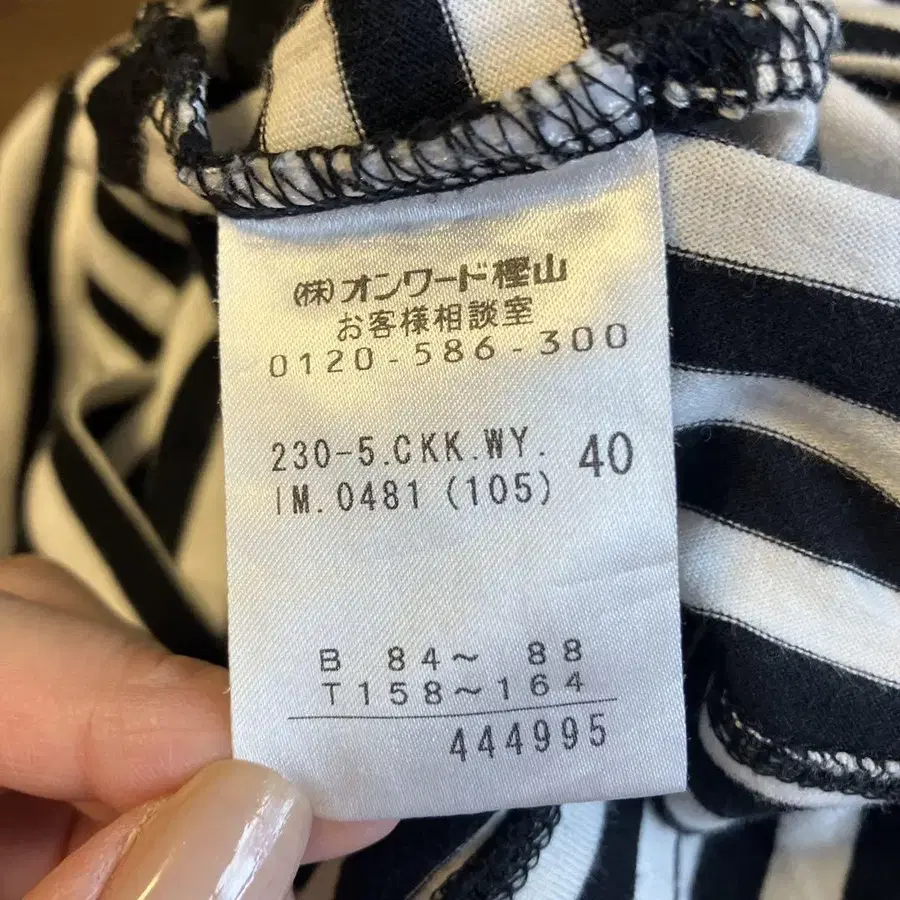 (株)オンワード樫山
お客様相談室
0120-586-300
230-5.CKK.WY. 40
IM.0481 (105)
B 84~ 88
T158~164
444995